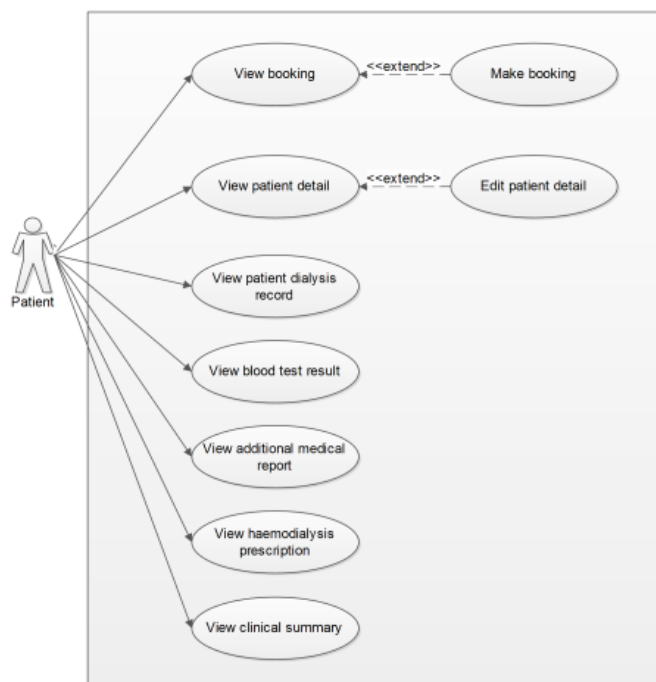 View booking
<<extend>>
Make booking
View patient detail
<<extend>>
Edit patient detail
Patient
View patient dialysis
record
View blood test result
View additional medical
report
View haemodialysis
prescription
View clinical summary